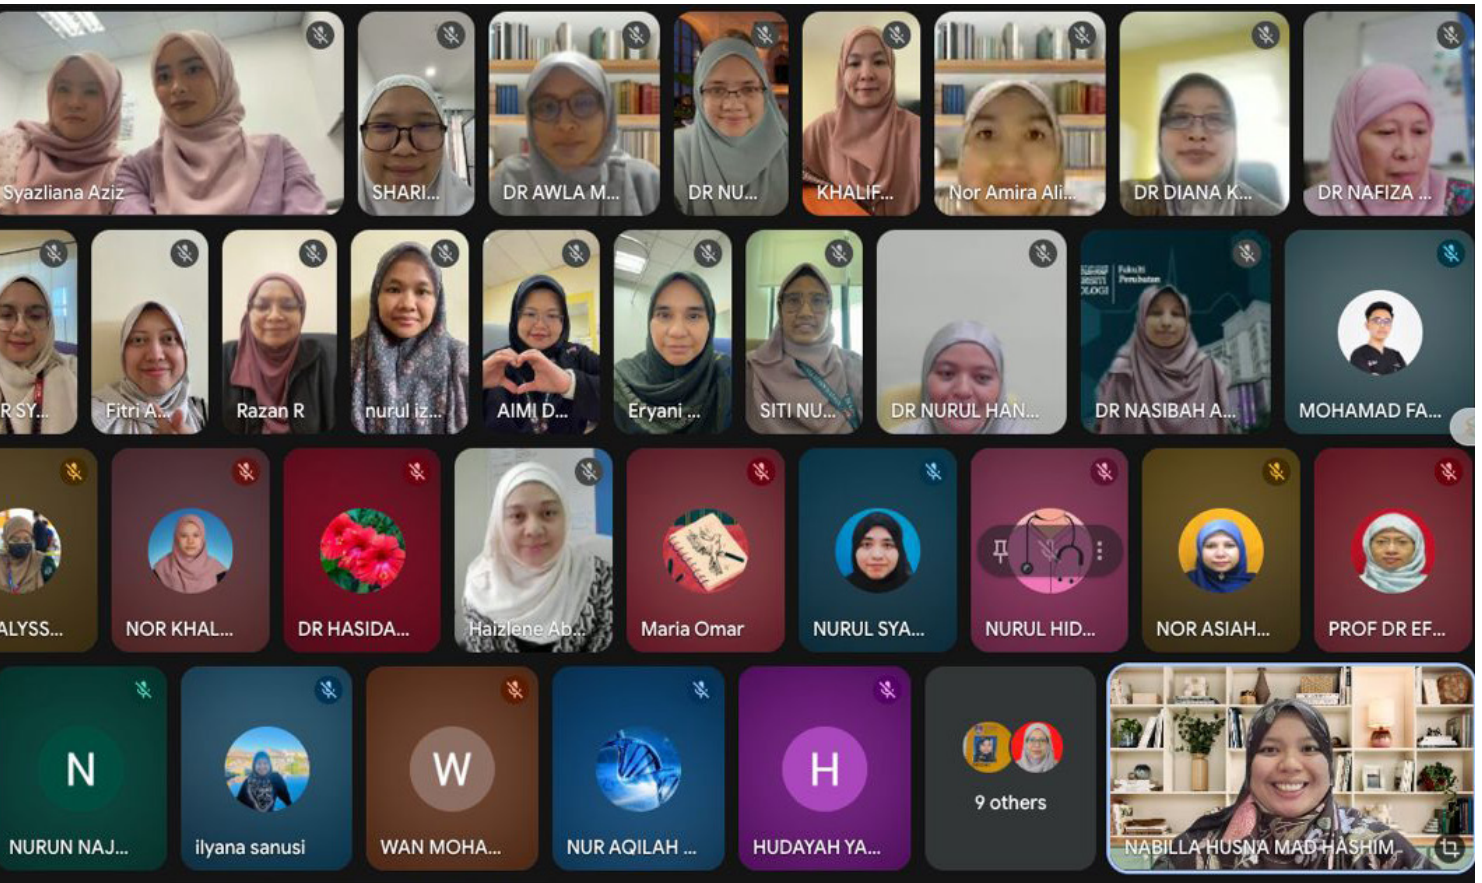 Syazliana Aziz
SHARI...
DR AWLA M...
DR NU...
KHALIF...
Nor Amira Ali...
DR DIANA K...
DR NAFIZA ...
R SY...
Fitri A...
Razan R
nurul iz...
AIMI D...
Eryani ...
SITI NU...
DR NURUL HAN...
Fakulti
Perubatan
DR NASIBAH A...
MOHAMAD FA...
ALYSS...
NOR KHAL...
DR HASIDA...
Haizlene Ab...
Maria Omar
NURUL SYA...
NURUL HID...
NOR ASIAH...
PROF DR EF...
N
NURUN NAJ...
ilyana sanusi
W
WAN MOHA...
NUR AQILAH ...
H
HUDAYAH YA...
9 others
NABILLA HUSNA MAD HASHIM